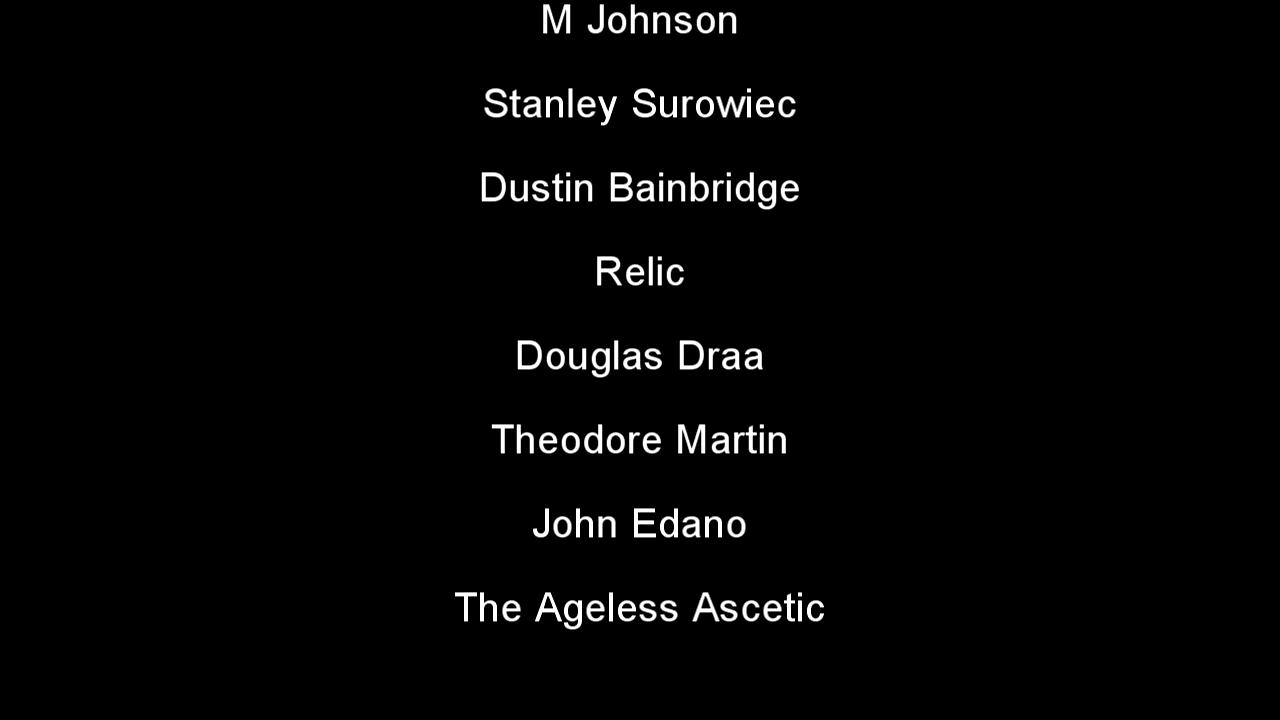 M Johnson
Stanley Surowiec
Dustin Bainbridge
Relic
Douglas Draa
Theodore Martin
John Edano
The Ageless Ascetic